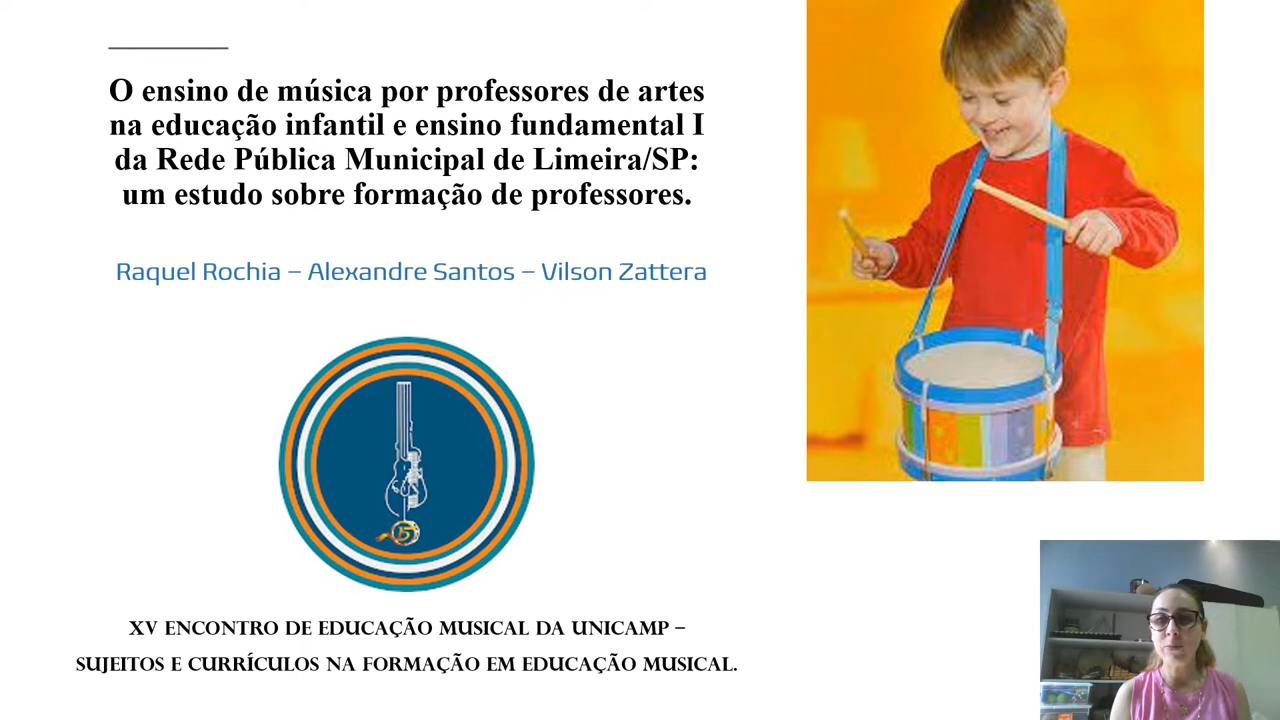 O ensino de música por professores de artes
na educação infantil e ensino fundamental I
da Rede Pública Municipal de Limeira/SP:
um estudo sobre formação de professores.
Raquel Rochia – Alexandre Santos – Vilson Zattera
15
XV ENCONTRO DE EDUCAÇÃO MUSICAL DA UNICAMP –
SUJEITOS E CURRÍCULOS NA FORMAÇÃO EM EDUCAÇÃO MUSICAL.